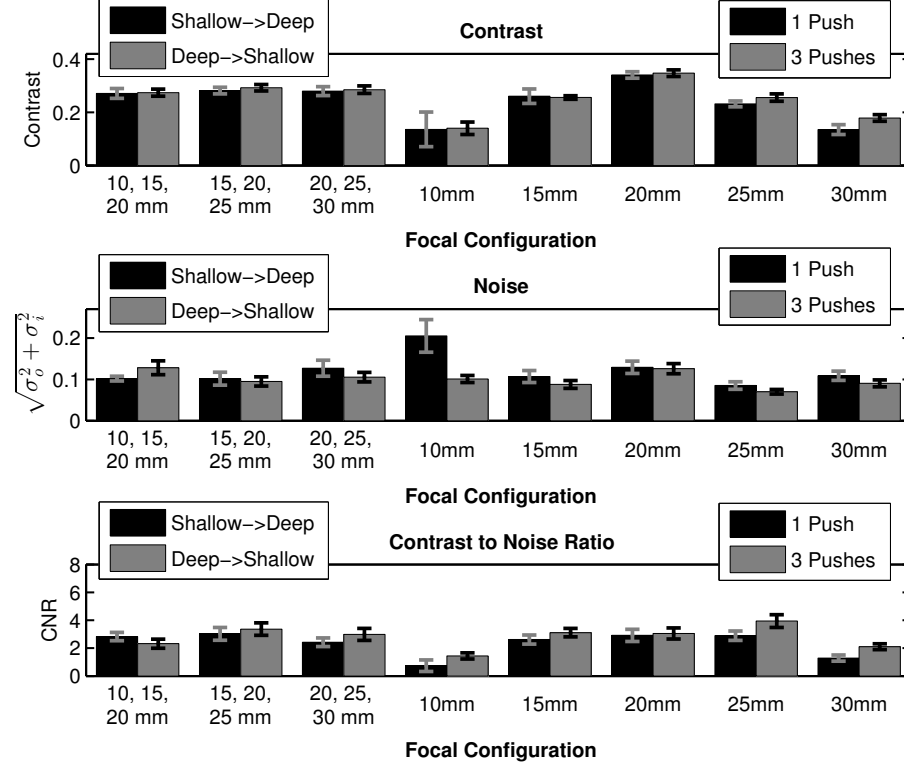 Shallow->Deep
Deep->Shallow
Contrast
1 Push
3 Pushes
Contrast
0.4
0.2
0
10, 15,
20 mm
15, 20,
25 mm
20, 25,
30 mm
10mm
15mm
20mm
25mm
30mm
Focal Configuration
Shallow->Deep
Deep->Shallow
Noise
1 Push
3 Pushes
√σ_o^2 + σ_i^2
0.2
0.1
0
10, 15,
20 mm
15, 20,
25 mm
20, 25,
30 mm
10mm
15mm
20mm
25mm
30mm
Focal Configuration
Shallow->Deep
Deep->Shallow
Contrast to Noise Ratio
1 Push
3 Pushes
CNR
8
6
4
2
0
10, 15,
20 mm
15, 20,
25 mm
20, 25,
30 mm
10mm
15mm
20mm
25mm
30mm
Focal Configuration